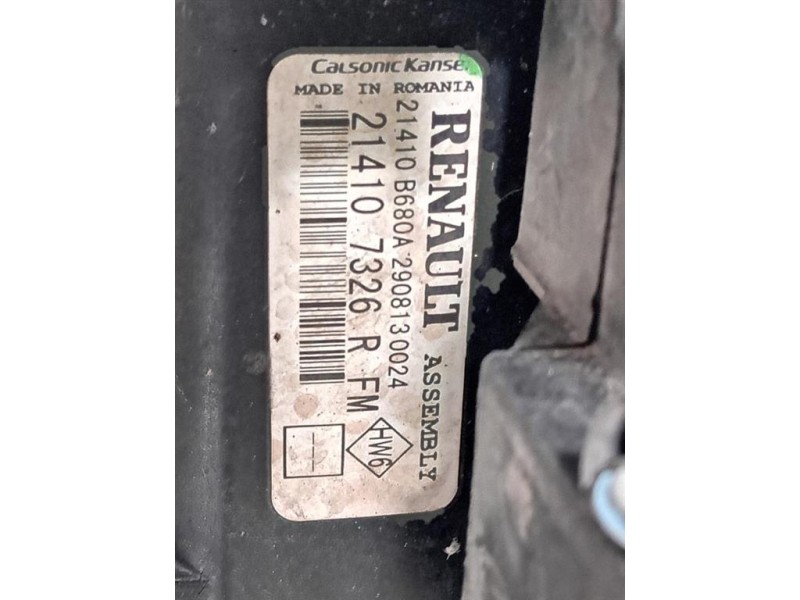 Calsonic Kanse
MADE IN ROMANIA
RENAULT ASSEMBLY
21410 B680A 2908130024
21410 7326 R FM
HW6
---